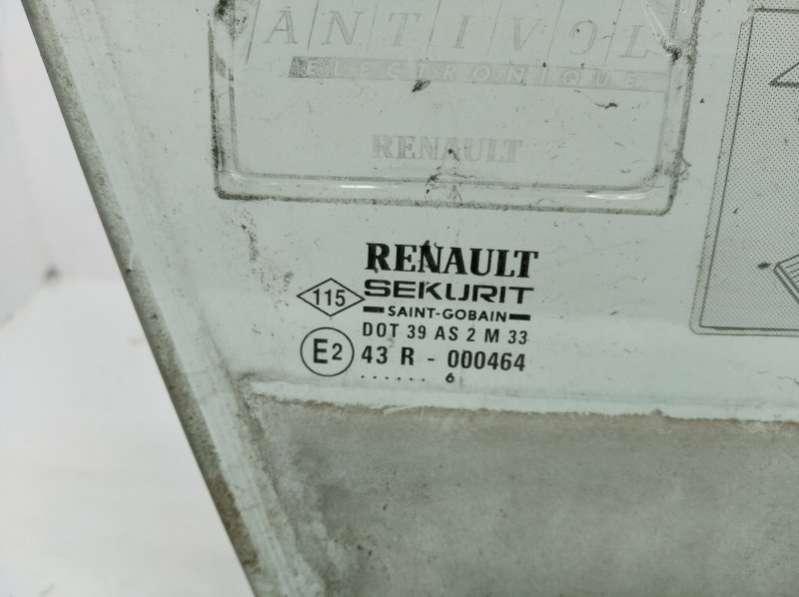 ANTIVOL
ELECTRONIQUE
RENAULT
RENAULT
115 SEKURIT
SAINT-GOBAIN
DOT 39 AS 2 M 33
E2 43 R - 000464
...... 6